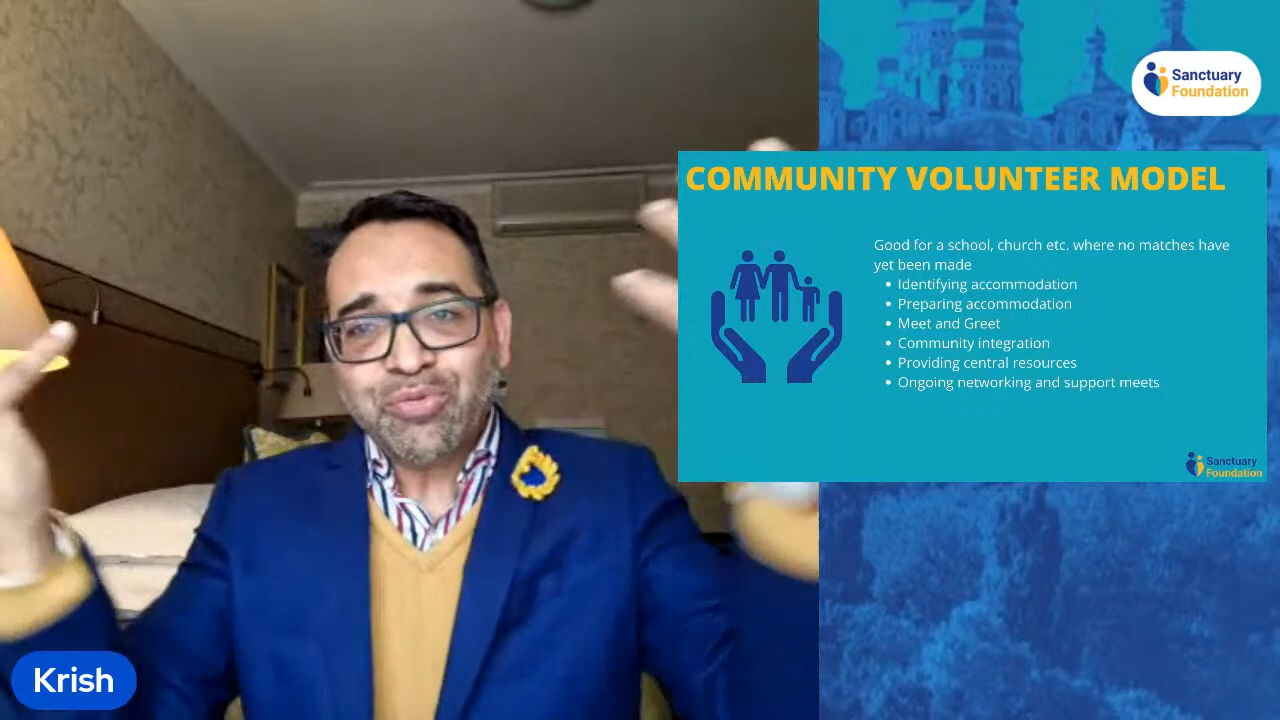 Sanctuary
Foundation
COMMUNITY VOLUNTEER MODEL
Good for a school, church etc. where no matches have
yet been made
• Identifying accommodation
• Preparing accommodation
• Meet and Greet
• Community integration
• Providing central resources
• Ongoing networking and support meets
Sanctuary
Foundation
Krish